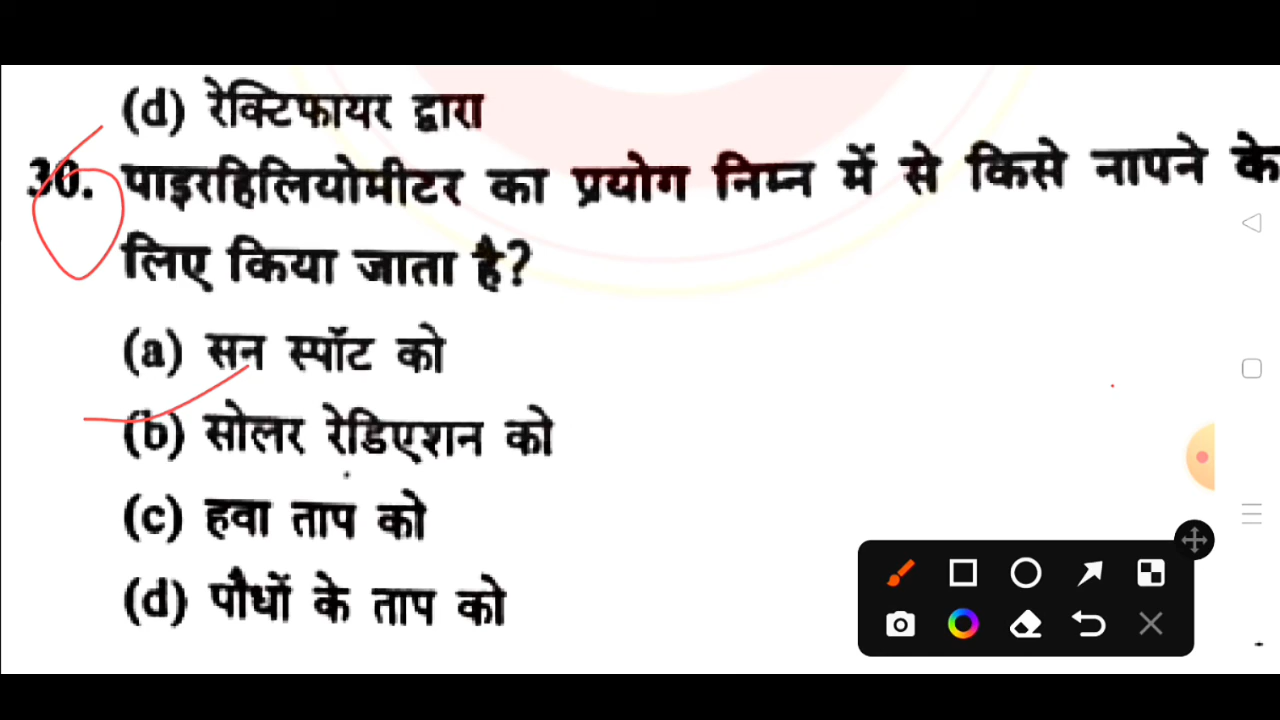 (d) रेक्टिफायर द्वारा
30. पाइरहिलियोमीटर का प्रयोग निम्न में से किसे नापने के
लिए किया जाता है?
(a) सन स्पॉट को
(b) सोलर रेडिएशन को
(c) हवा ताप को
(d) पौधों के ताप को